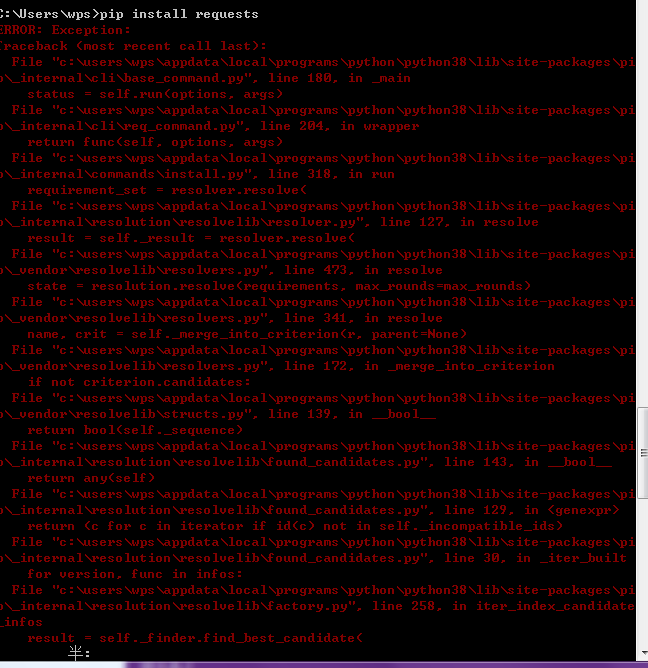 C:\Users\wps>pip install requests
ERROR: Exception:
Traceback (most recent call last):
  File "c:\users\wps\appdata\local\programs\python\python38\lib\site-packages\pi
p\_internal\cli\base_command.py", line 180, in _main
    status = self.run(options, args)
  File "c:\users\wps\appdata\local\programs\python\python38\lib\site-packages\pi
p\_internal\cli\req_command.py", line 204, in wrapper
    return func(self, options, args)
  File "c:\users\wps\appdata\local\programs\python\python38\lib\site-packages\pi
p\_internal\commands\install.py", line 318, in run
    requirement_set = resolver.resolve(
  File "c:\users\wps\appdata\local\programs\python\python38\lib\site-packages\pi
p\_internal\resolution\resolvelib\resolver.py", line 127, in resolve
    result = self._result = resolver.resolve(
  File "c:\users\wps\appdata\local\programs\python\python38\lib\site-packages\pi
p\_vendor\resolvelib\resolvers.py", line 473, in resolve
    state = resolution.resolve(requirements, max_rounds=max_rounds)
  File "c:\users\wps\appdata\local\programs\python\python38\lib\site-packages\pi
p\_vendor\resolvelib\resolvers.py", line 341, in resolve
    name, crit = self._merge_into_criterion(r, parent=None)
  File "c:\users\wps\appdata\local\programs\python\python38\lib\site-packages\pi
p\_vendor\resolvelib\resolvers.py", line 172, in _merge_into_criterion
    if not criterion.candidates:
  File "c:\users\wps\appdata\local\programs\python\python38\lib\site-packages\pi
p\_vendor\resolvelib\structs.py", line 139, in __bool__
    return bool(self._sequence)
  File "c:\users\wps\appdata\local\programs\python\python38\lib\site-packages\pi
p\_internal\resolution\resolvelib\found_candidates.py", line 143, in __bool__
    return any(self)
  File "c:\users\wps\appdata\local\programs\python\python38\lib\site-packages\pi
p\_internal\resolution\resolvelib\found_candidates.py", line 129, in <genexpr>
    return (c for c in iterator if id(c) not in self._incompatible_ids)
  File "c:\users\wps\appdata\local\programs\python\python38\lib\site-packages\pi
p\_internal\resolution\resolvelib\found_candidates.py", line 30, in _iter_built
    for version, func in infos:
  File "c:\users\wps\appdata\local\programs\python\python38\lib\site-packages\pi
p\_internal\resolution\resolvelib\factory.py", line 258, in iter_index_candidate
_infos
    result = self._finder.find_best_candidate(
半: